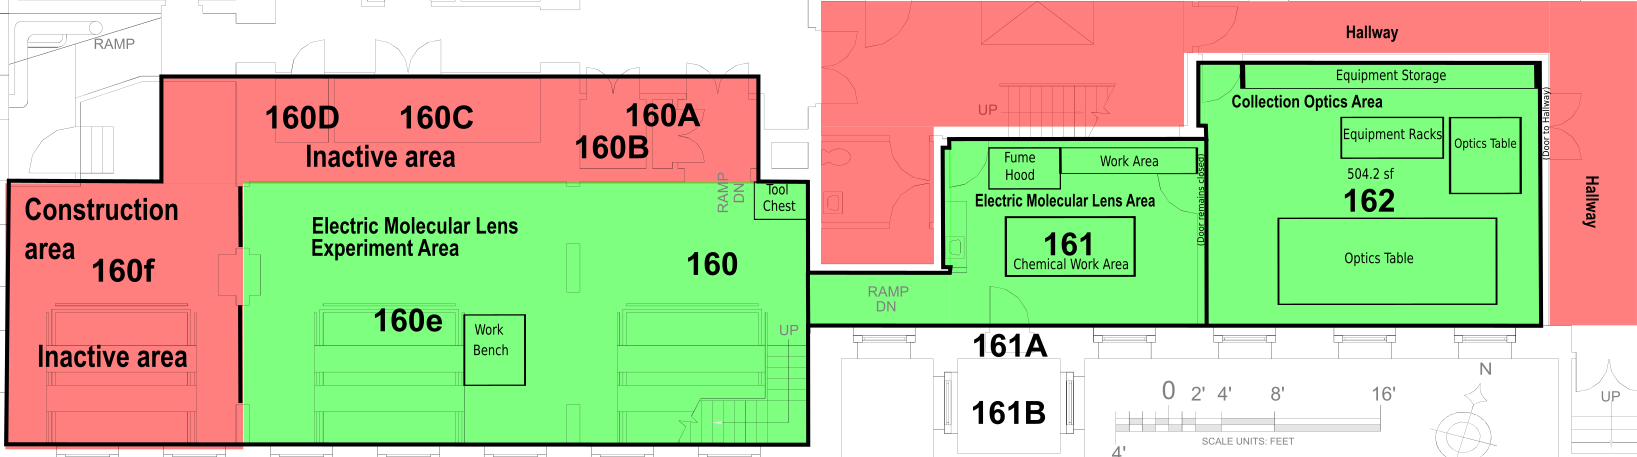 RAMP
160D
160C
160A
160B
Inactive area
RAMP
DN
Tool
Chest
Construction
area
160f
Inactive area
Electric Molecular Lens
Experiment Area
160
160e
Work
Bench
UP
UP
Hallway
Hallway
Fume
Hood
Work Area
Electric Molecular Lens Area
161
Chemical Work Area
(Door remains closed)
RAMP
DN
Equipment Storage
Collection Optics Area
Equipment Racks
Optics Table
504.2 sf
162
Optics Table
(Door to Hallway)
161A
161B
0
2'
4'
8'
16'
SCALE UNITS: FEET
4'
N
UP